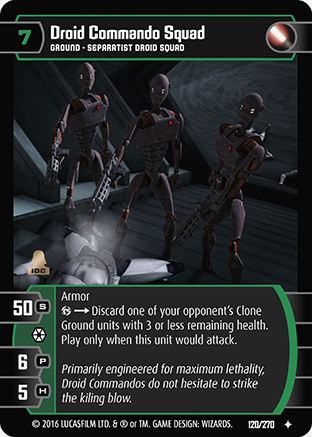 7
Droid Commando Squad
GROUND - SEPARATIST DROID SQUAD
IDC
50 S
Armor
Discard one of your opponent's Clone
Ground units with 3 or less remaining health.
Play only when this unit would attack.
6 P
Primarily engineered for maximum lethality,
Droid Commandos do not hesitate to strike
the killing blow.
5 H
© 2016 LUCASFILM LTD. & ® OR TM. GAME DESIGN: WIZARDS.
120/270